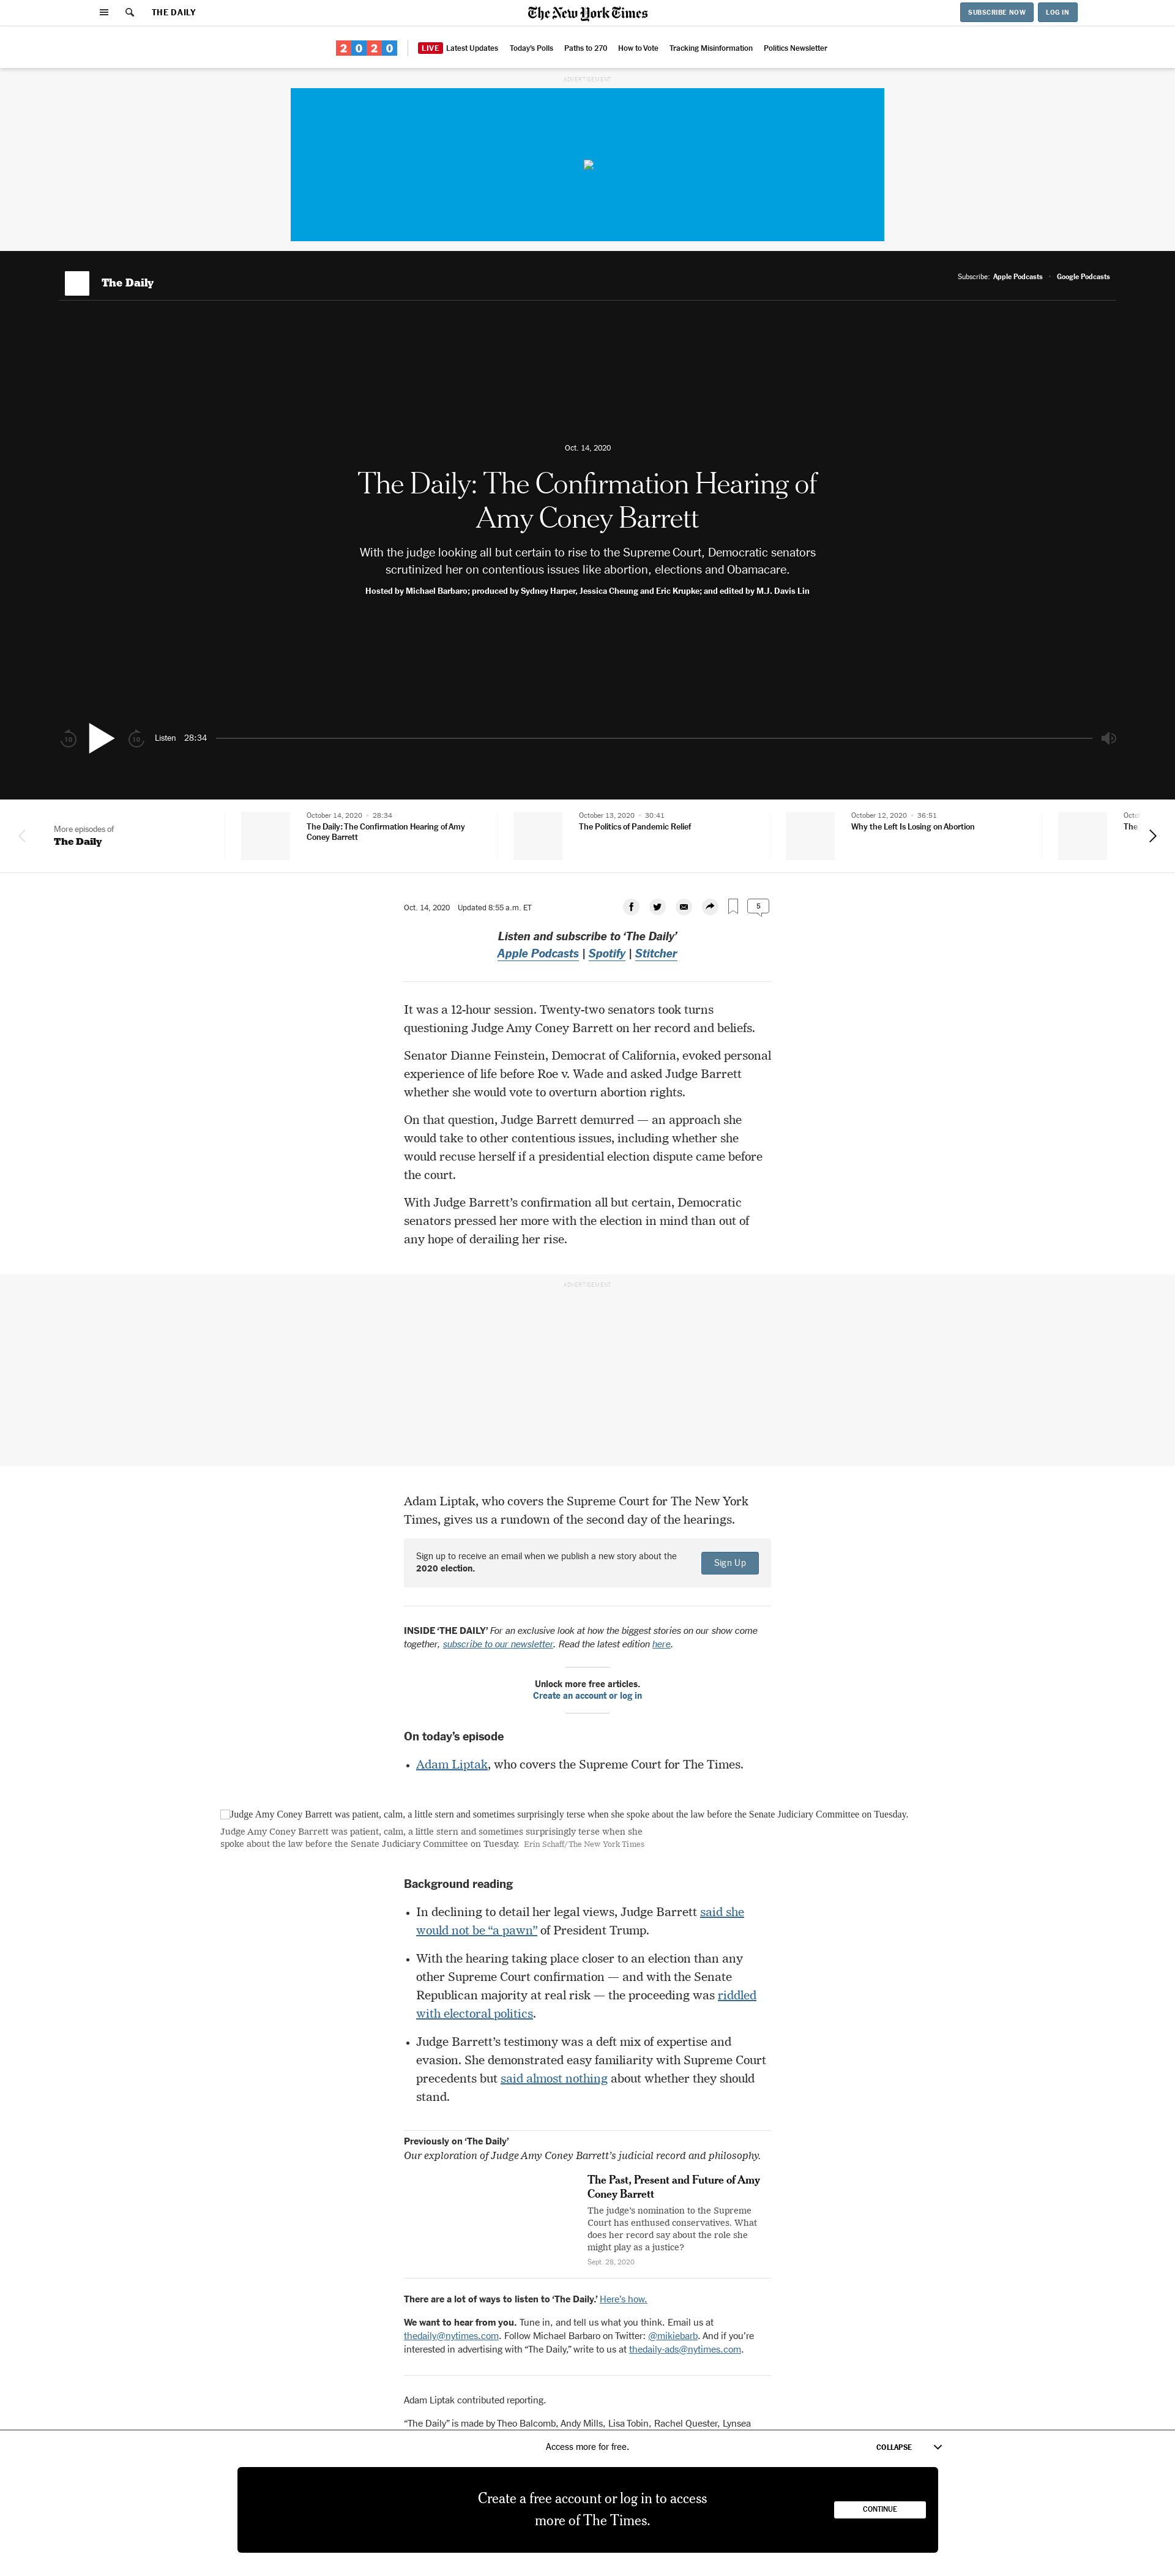 THE DAILY
The New York Times
SUBSCRIBE NOW
LOG IN
2020
LIVE Latest Updates Today's Polls Paths to 270 How to Vote Tracking Misinformation Politics Newsletter
ADVERTISEMENT
The Daily
Subscribe: Apple Podcasts Google Podcasts
Oct. 14, 2020
The Daily: The Confirmation Hearing of
Amy Coney Barrett
With the judge looking all but certain to rise to the Supreme Court, Democratic senators
scrutinized her on contentious issues like abortion, elections and Obamacare.
Hosted by Michael Barbaro; produced by Sydney Harper, Jessica Cheung and Eric Krupke; and edited by M.J. Davis Lin
10
10
Listen 28:34
More episodes of
The Daily
October 14, 2020 • 28:34
The Daily: The Confirmation Hearing of Amy
Coney Barrett
October 13, 2020 • 30:41
The Politics of Pandemic Relief
October 12, 2020 • 36:51
Why the Left Is Losing on Abortion
Octo
The
Oct. 14, 2020 Updated 8:55 a.m. ET
5
Listen and subscribe to ‘The Daily’
Apple Podcasts | Spotify | Stitcher
It was a 12-hour session. Twenty-two senators took turns
questioning Judge Amy Coney Barrett on her record and beliefs.
Senator Dianne Feinstein, Democrat of California, evoked personal
experience of life before Roe v. Wade and asked Judge Barrett
whether she would vote to overturn abortion rights.
On that question, Judge Barrett demurred — an approach she
would take to other contentious issues, including whether she
would recuse herself if a presidential election dispute came before
the court.
With Judge Barrett’s confirmation all but certain, Democratic
senators pressed her more with the election in mind than out of
any hope of derailing her rise.
ADVERTISEMENT
Adam Liptak, who covers the Supreme Court for The New York
Times, gives us a rundown of the second day of the hearings.
Sign up to receive an email when we publish a new story about the
2020 election.
Sign Up
INSIDE ‘THE DAILY’ For an exclusive look at how the biggest stories on our show come
together, subscribe to our newsletter. Read the latest edition here.
Unlock more free articles.
Create an account or log in
On today’s episode
• Adam Liptak, who covers the Supreme Court for The Times.
Judge Amy Coney Barrett was patient, calm, a little stern and sometimes surprisingly terse when she spoke about the law before the Senate Judiciary Committee on Tuesday.
Judge Amy Coney Barrett was patient, calm, a little stern and sometimes surprisingly terse when she
spoke about the law before the Senate Judiciary Committee on Tuesday. Erin Schaff/The New York Times
Background reading
• In declining to detail her legal views, Judge Barrett said she
would not be “a pawn” of President Trump.
• With the hearing taking place closer to an election than any
other Supreme Court confirmation — and with the Senate
Republican majority at real risk — the proceeding was riddled
with electoral politics.
• Judge Barrett’s testimony was a deft mix of expertise and
evasion. She demonstrated easy familiarity with Supreme Court
precedents but said almost nothing about whether they should
stand.
Previously on ‘The Daily’
Our exploration of Judge Amy Coney Barrett’s judicial record and philosophy.
The Past, Present and Future of Amy
Coney Barrett
The judge’s nomination to the Supreme
Court has enthused conservatives. What
does her record say about the role she
might play as a justice?
Sept. 28, 2020
There are a lot of ways to listen to ‘The Daily.’ Here’s how.
We want to hear from you. Tune in, and tell us what you think. Email us at
thedaily@nytimes.com. Follow Michael Barbaro on Twitter: @mikiebarb. And if you’re
interested in advertising with “The Daily,” write to us at thedaily-ads@nytimes.com.
Adam Liptak contributed reporting.
“The Daily” is made by Theo Balcomb, Andy Mills, Lisa Tobin, Rachel Quester, Lynsea
Access more for free.
COLLAPSE
Create a free account or log in to access
more of The Times.
CONTINUE